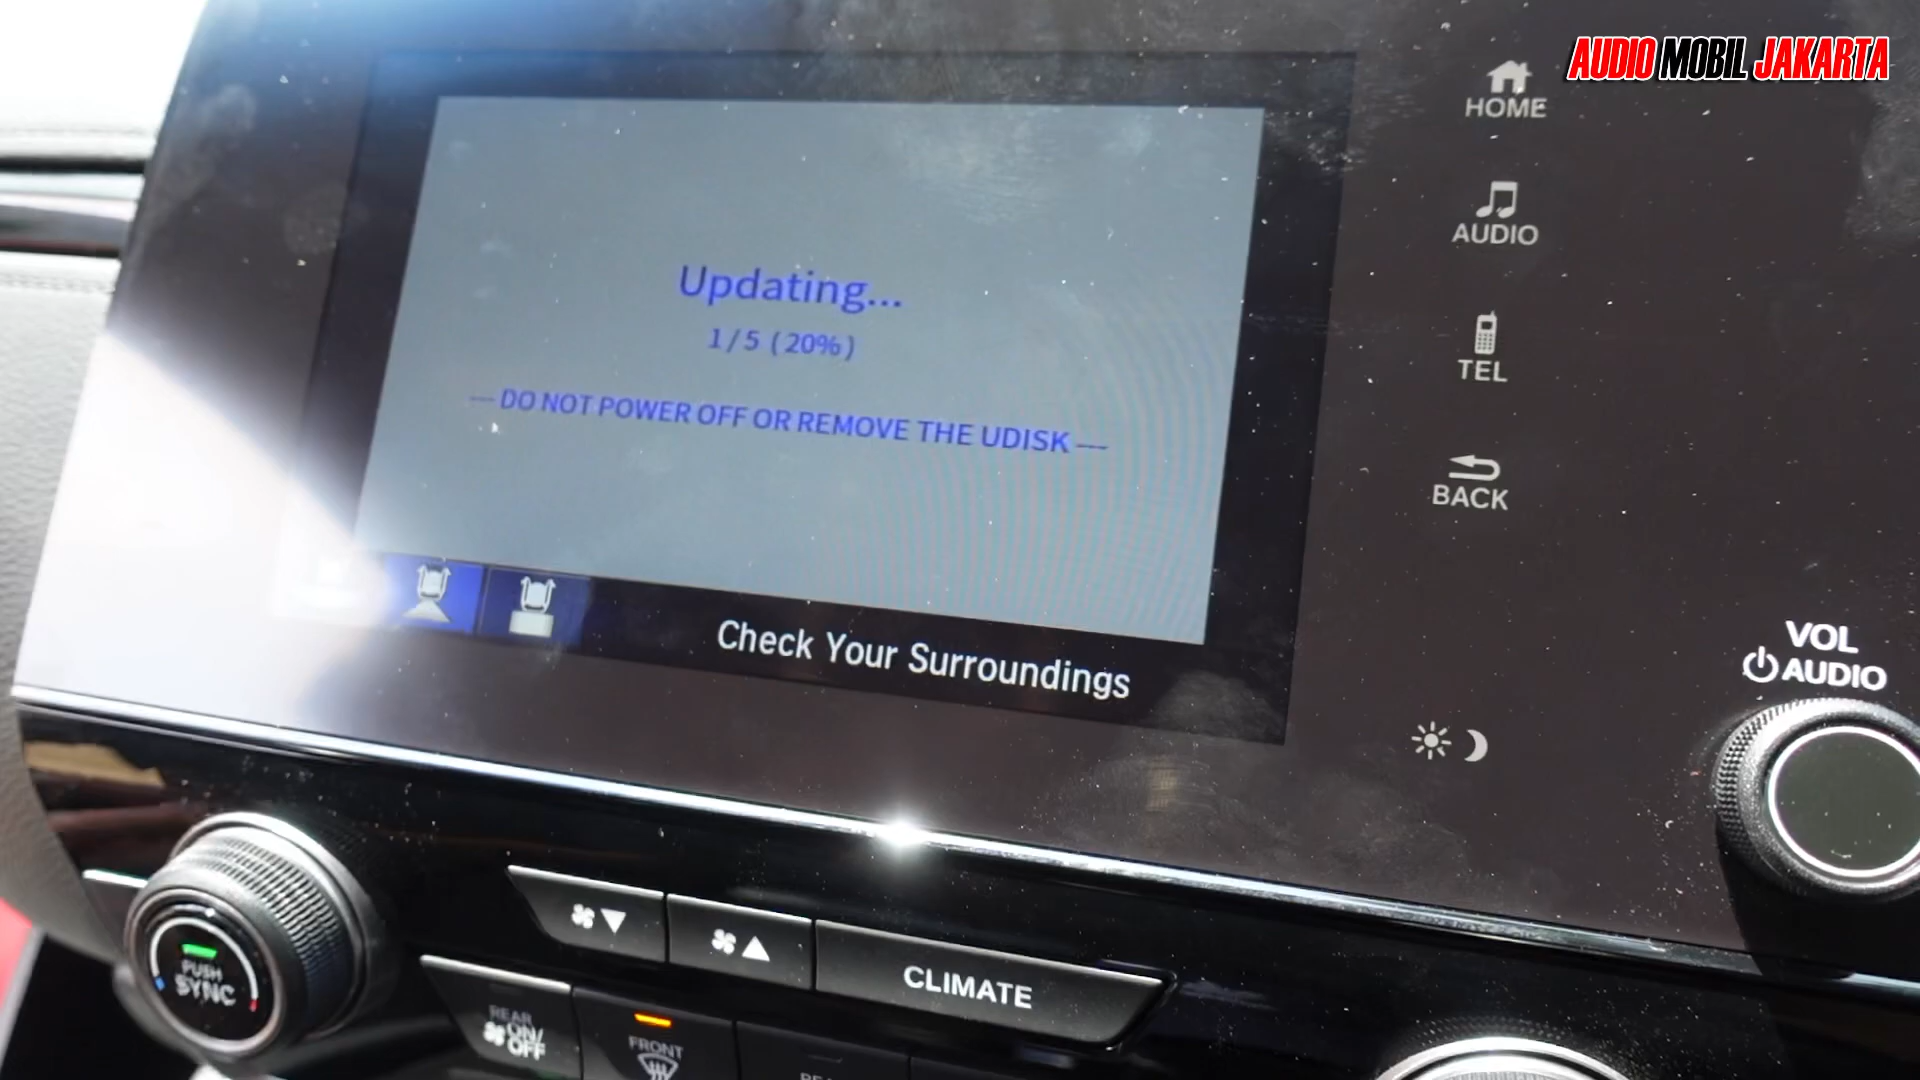 AUDIO MOBIL JAKARTA
HOME
AUDIO
TEL
BACK
Updating...
1/5 (20%)
--- DO NOT POWER OFF OR REMOVE THE UDISK ---
Check Your Surroundings
VOL
AUDIO
PUSH
SYNC
CLIMATE
REAR
ON/
OFF
FRONT